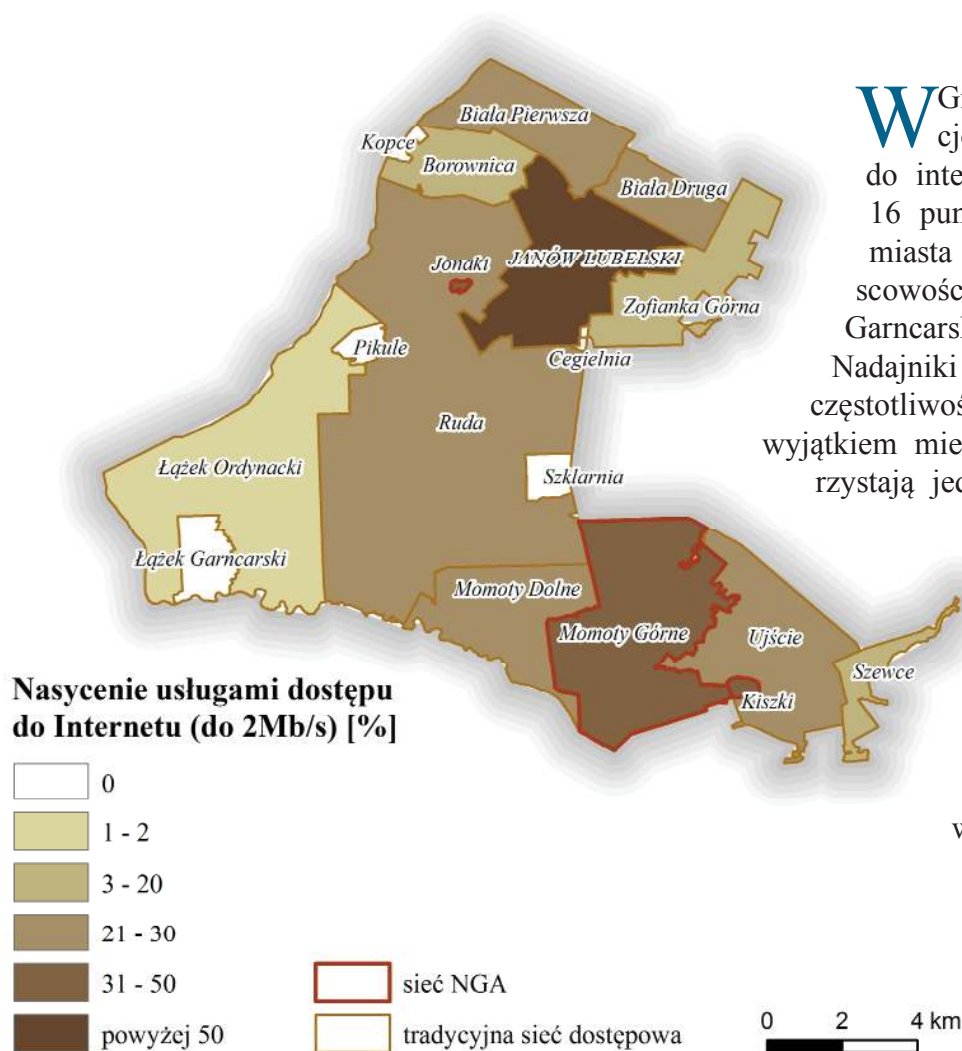 Biała Pierwsza
Kopce
Borownica
Biała Druga
Jonaki
JANÓW LUBELSKI
Zofianka Górna
Pikule
Cegielnia
Ruda
Łążek Ordynacki
Szklarnia
Łążek Garncarski
Momoty Dolne
Momoty Górne
Ujście
Szewce
Kiszki
do inte
16 pun
miasta
scowośc
Garncarsk
Nadajniki
częstotliwoś
wyjątkiem mie
rzystają jed
Nasycenie usługami dostępu
do Internetu (do 2Mb/s) [%]
0
1 - 2
3 - 20
21 - 30
31 - 50
powyżej 50
sieć NGA
tradycyjna sieć dostępowa
0 2 4 km